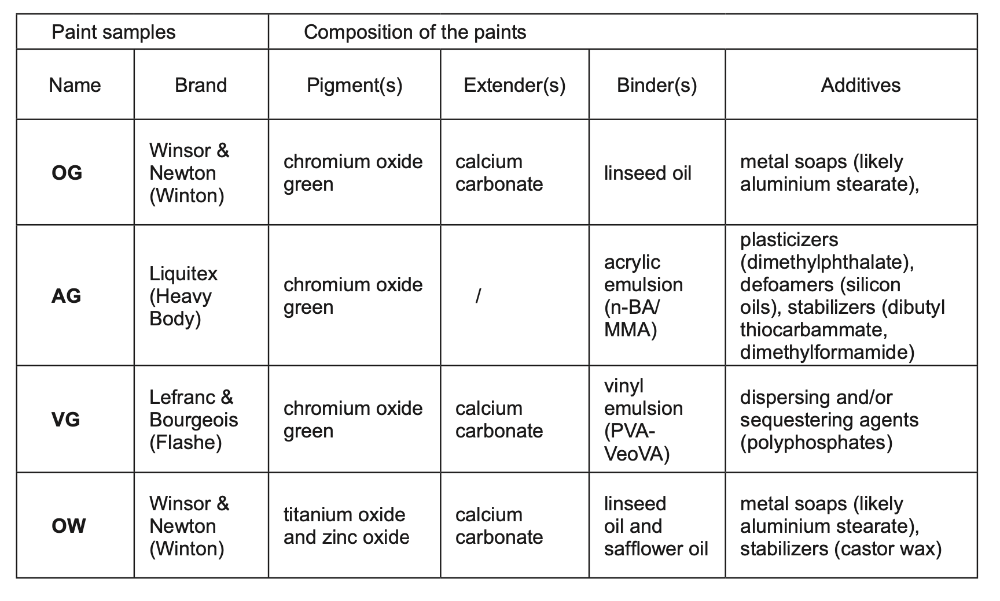 Paint samples
Composition of the paints
Name
Brand
Pigment(s)
Extender(s)
Binder(s)
Additives
OG
Winsor &
Newton
(Winton)
chromium oxide
green
calcium
carbonate
linseed oil
metal soaps (likely
aluminium stearate),
AG
Liquitex
(Heavy
Body)
chromium oxide
green
/
acrylic
emulsion
(n-BA/
MMA)
plasticizers
(dimethylphthalate),
defoamers (silicon
oils), stabilizers (dibutyl
thiocarbammate,
dimethylformamide)
VG
Lefranc &
Bourgeois
(Flashe)
chromium oxide
green
calcium
carbonate
vinyl
emulsion
(PVA-
VeoVA)
dispersing and/or
sequestering agents
(polyphosphates)
OW
Winsor &
Newton
(Winton)
titanium oxide
and zinc oxide
calcium
carbonate
linseed
oil and
safflower oil
metal soaps (likely
aluminium stearate),
stabilizers (castor wax)